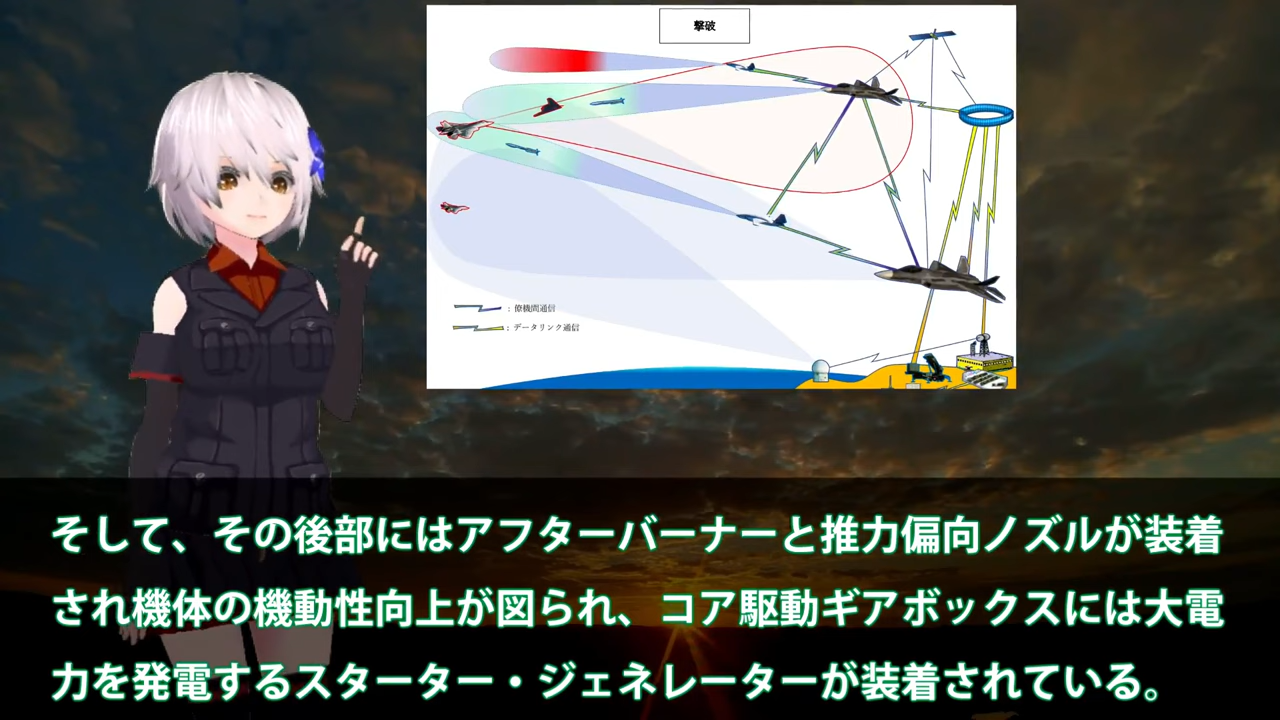 撃破
：僚機間通信
：データリンク通信
そして、その後部にはアフターバーナーと推力偏向ノズルが装着
され機体の機動性向上が図られ、コア駆動ギアボックスには大電
力を発電するスターター・ジェネレーターが装着されている。